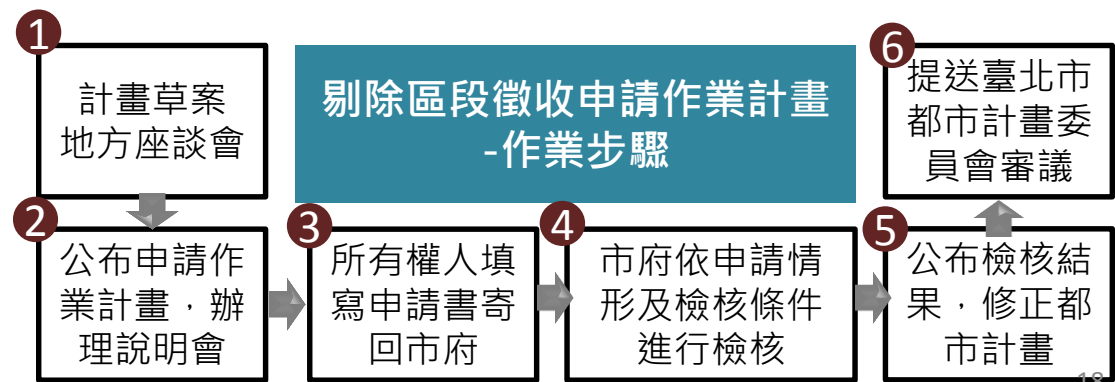 1
計畫草案
地方座談會
剔除區段徵收申請作業計畫
-作業步驟
2
公布申請作
業計畫，辦
理說明會
3
所有權人填
寫申請書寄
回市府
4
市府依申請情
形及檢核條件
進行檢核
5
公布檢核結
果，修正都
市計畫
6
提送臺北市
都市計畫委
員會審議
18